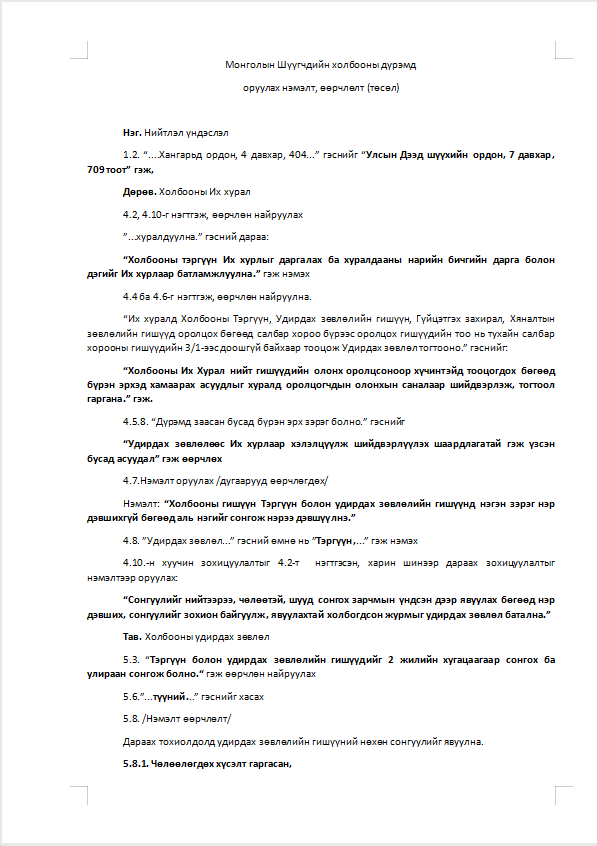 Монголын Шүүгчдийн холбооны дүрэмд
оруулах нэмэлт, өөрчлөлт (төсөл)
Нэг. Нийтлэл үндэслэл
1.2. “....Хангарьд ордон, 4 давхар, 404...” гэснийг “Улсын Дээд шүүхийн ордон, 7 давхар,
709 тоот” гэж,
Дөрөв. Холбооны Их хурал
4.2, 4.10-г нэгтгэж, өөрчлөн найруулах
”...хуралдуулна.” гэсний дараа:
“Холбооны тэргүүн Их хурлыг даргалах ба хуралдааны нарийн бичгийн дарга болон
дэгийг Их хурлаар батламжлуулна.” гэж нэмэх
4.4 ба 4.6-г нэгтгэж, өөрчлөн найруулна.
“Их хуралд Холбооны Тэргүүн, Удирдах зөвлөлийн гишүүн, Гүйцэтгэх захирал, Хяналтын
зөвлөлийн гишүүд оролцох бөгөөд салбар хороо бүрээс оролцох гишүүдийн тоо нь тухайн салбар
хорооны гишүүдийн 3/1-ээс доошгүй байхаар тооцож Удирдах зөвлөл тогтооно.” гэснийг:
“Холбооны Их Хурал нийт гишүүдийн олонх оролцсоноор хүчинтэйд тооцогдох бөгөөд
бүрэн эрхэд хамаарах асуудлыг хуралд оролцогчдын олонхын саналаар шийдвэрлэж, тогтоол
гаргана.” гэж.
4.5.8. “Дүрэмд заасан бусад бүрэн эрх зэрэг болно.” гэснийг
“Удирдах зөвлөлөөс Их хурлаар хэлэлцүүлж шийдвэрлүүлэх шаардлагатай гэж үзсэн
бусад асуудал” гэж өөрчлөх
4.7.Нэмэлт оруулах /дугаарууд өөрчлөгдөх/
Нэмэлт: “Холбооны гишүүн Тэргүүн болон удирдах зөвлөлийн гишүүнд нэгэн зэрэг нэр
дэвшихгүй бөгөөд аль нэгийг сонгож нэрээ дэвшүүлнэ.”
4.8. ”Удирдах зөвлөл...” гэсний өмнө нь ”Тэргүүн,...” гэж нэмэх
4.10.-н хуучин зохицуулалтыг 4.2-т нэгтгэсэн, харин шинээр дараах зохицуулалтыг
нэмэлтээр оруулах:
“Сонгуулийг нийтээрээ, чөлөөтэй, шууд сонгох зарчмын үндсэн дээр явуулах бөгөөд нэр
дэвших, сонгуулийг зохион байгуулж, явуулахтай холбогдсон журмыг удирдах зөвлөл батална.”
Тав. Холбооны удирдах зөвлөл
5.3. “Тэргүүн болон удирдах зөвлөлийн гишүүдийг 2 жилийн хугацаагаар сонгох ба
улираан сонгож болно.“ гэж өөрчлөн найруулах
5.6.”...түүний...” гэснийг хасах
5.8. /Нэмэлт өөрчлөлт/
Дараах тохиолдолд удирдах зөвлөлийн гишүүний нөхөн сонгуулийг явуулна.
5.8.1. Чөлөөлөгдөх хүсэлт гаргасан,